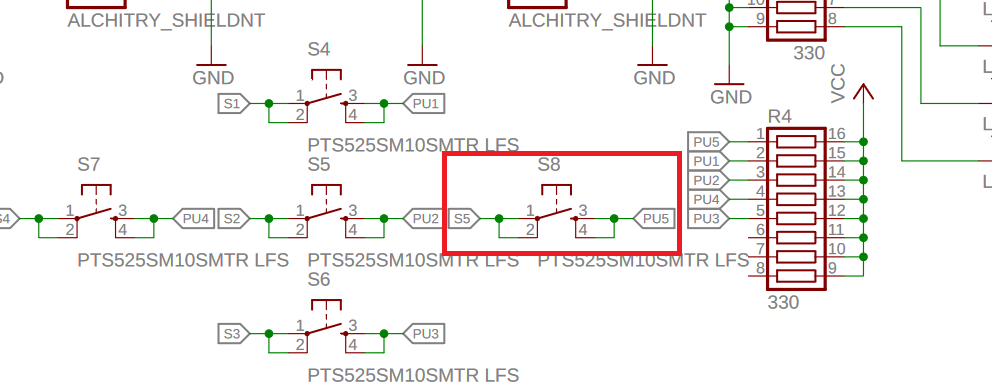 ALCHITRY_SHIELDNT
ALCHITRY_SHIELDNT
10
7
9
8
330
GND
GND
GND
GND
VCC
S4
S1
1
3
PU1
2
4
PTS525SM10SMTR LFS
R4
PU5
1
16
PU1
2
15
PU2
3
14
PU4
4
13
PU3
5
12
6
11
7
10
8
9
330
S7
S4
1
3
PU4
2
4
PTS525SM10SMTR LFS
S5
S2
1
3
PU2
2
4
PTS525SM10SMTR LFS
S8
S5
1
3
PU5
2
4
PTS525SM10SMTR LFS
S6
S3
1
3
PU3
2
4
PTS525SM10SMTR LFS